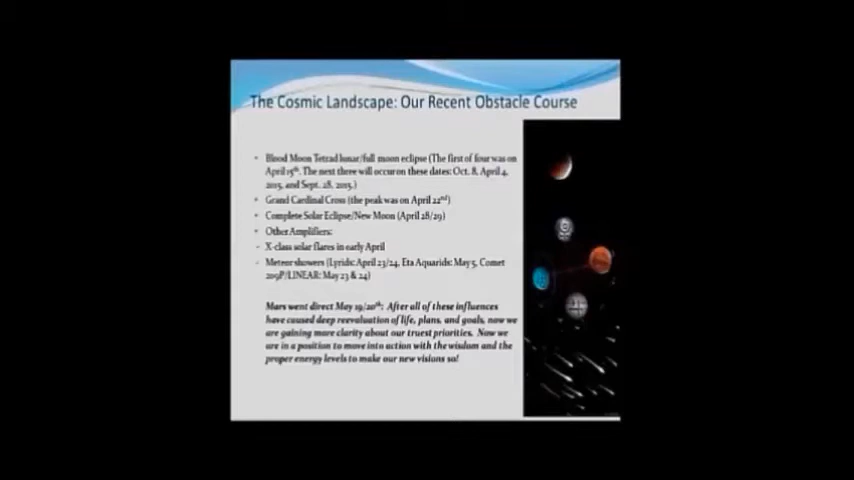 The Cosmic Landscape: Our Recent Obstacle Course
• Blood Moon Tetrad lunar/full moon eclipse (The first of four was on
April 15th. The next three will occur on these dates: Oct. 8, April 4,
2015, and Sept. 28, 2015.)
• Grand Cardinal Cross (the peak was on April 22nd)
• Complete Solar Eclipse/New Moon (April 28/29)
• Other Amplifiers:
- X-class solar flares in early April
- Meteor showers (Lyrids: April 23/24, Eta Aquarids: May 5, Comet
209P/LINEAR: May 23 & 24)
Mars went direct May 19/20th: After all of these influences
have caused deep reevaluation of life, plans, and goals, now we
are gaining more clarity about our truest priorities. Now we
are in a position to move into action with the wisdom and the
proper energy levels to make our new visions so!